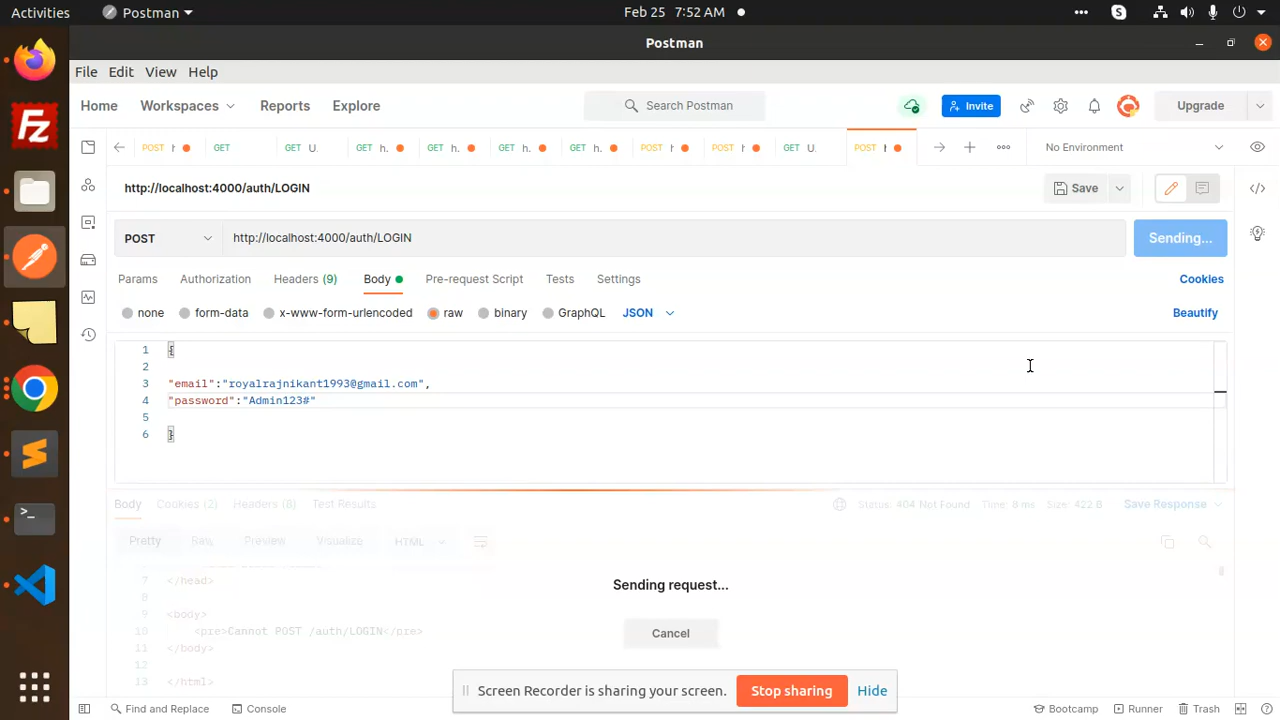 Activities Postman Feb 25 7:52 AM
Postman
File Edit View Help
Home Workspaces Reports Explore Search Postman Invite Upgrade
POST GET GET U. GET h. GET h. GET h. GET h. POST POST GET U. POST No Environment
http://localhost:4000/auth/LOGIN Save
POST http://localhost:4000/auth/LOGIN Sending...
Params Authorization Headers (9) Body Pre-request Script Tests Settings Cookies
none form-data x-www-form-urlencoded raw binary GraphQL JSON Beautify
1 {
2
3 "email":"royalrajnikant1993@gmail.com",
4 "password":"Admin123#"
5
6 }
Body Cookies (2) Headers (8) Test Results Status: 404 Not Found Time: 8 ms Size: 422 B Save Response
Pretty Raw Preview Visualize HTML
7 </head>
8
9 <body>
10 <pre>Cannot POST /auth/LOGIN</pre>
11 </body>
12
13 </html>
Sending request...
Cancel
Screen Recorder is sharing your screen. Stop sharing Hide
Find and Replace Console Bootcamp Runner Trash